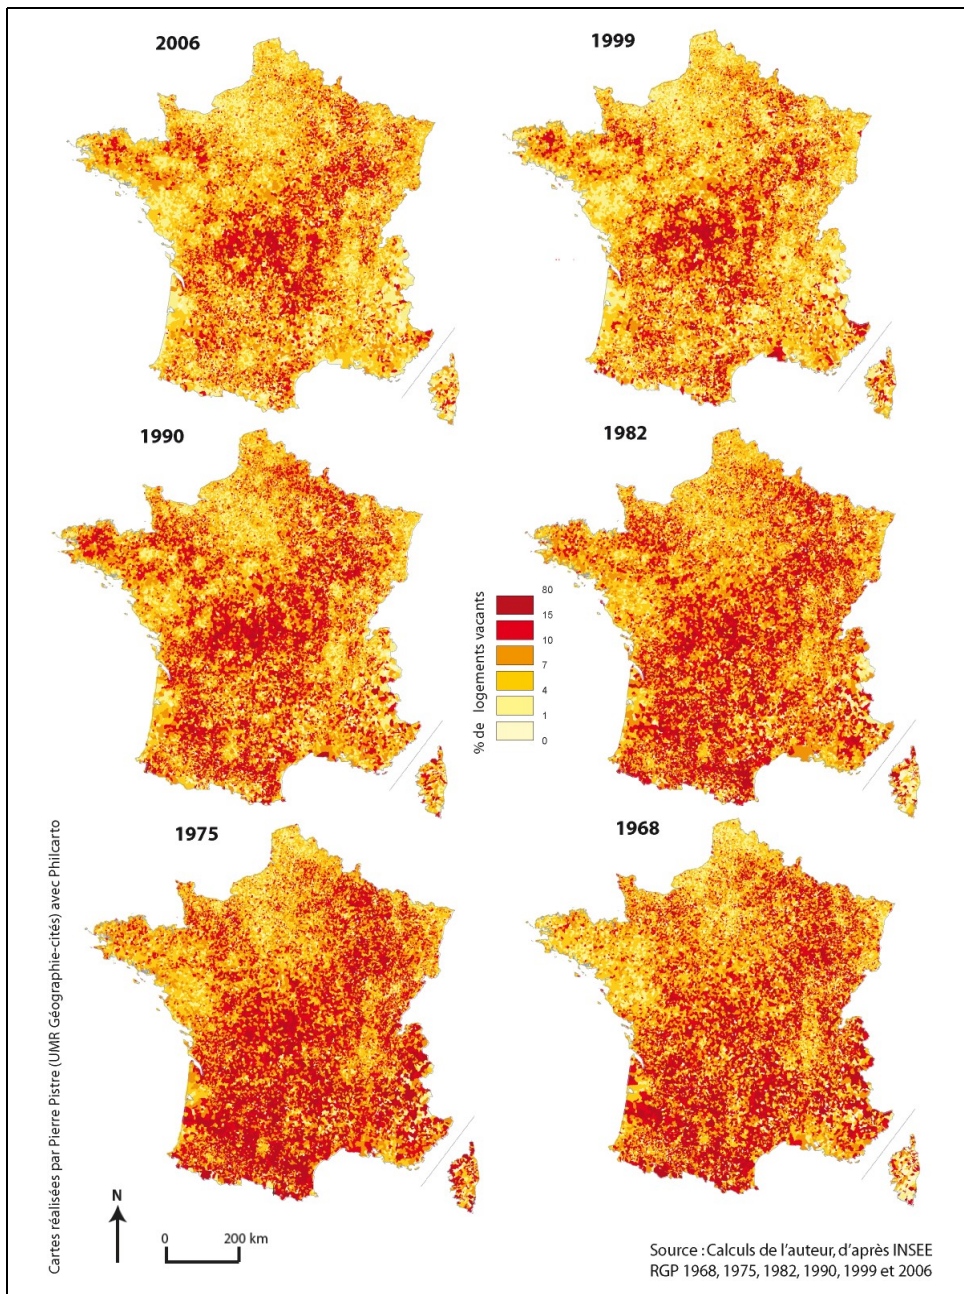 2006
1999
1990
1982
% de logements vacants
80
15
10
7
4
1
0
1975
1968
Cartes réalisées par Pierre Pistre (UMR Géographie-cités) avec Philcarto
N
0 200 km
Source : Calculs de l'auteur, d'après INSEE
RGP 1968, 1975, 1982, 1990, 1999 et 2006